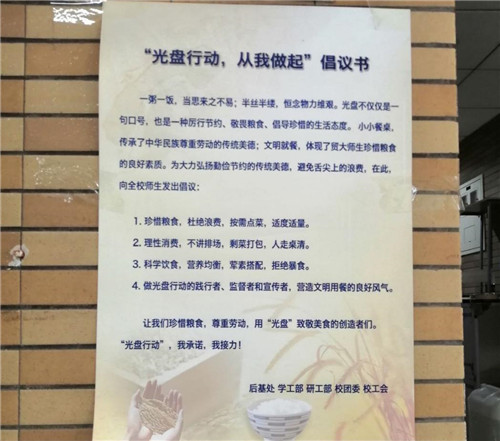 “光盘行动，从我做起”倡议书
一箪一饭，当思来之不易；半丝半缕，恒念物力维艰。光盘不仅仅是一
句口号，也是一种厉行节约、敬畏粮食、倡导珍惜的生活态度。 小小餐桌，
传承了中华民族尊重劳动的传统美德；文明就餐，体现了贸大师生珍惜粮食
的良好素质。为大力弘扬勤俭节约的传统美德，避免舌尖上的浪费，在此，
向全校师生发出倡议：
1. 珍惜粮食，杜绝浪费，按需点菜，适度适量。
2. 理性消费，不讲排场，剩菜打包，人走桌清。
3. 科学饮食，营养均衡，荤素搭配，拒绝暴食。
4. 做光盘行动的践行者、监督者和宣传者，营造文明用餐的良好风气。
让我们珍惜粮食，尊重劳动，用“光盘”致敬美食的创造者们。
“光盘行动”，我承诺，我接力！
后基处 学工部 研工部 校团委 校工会